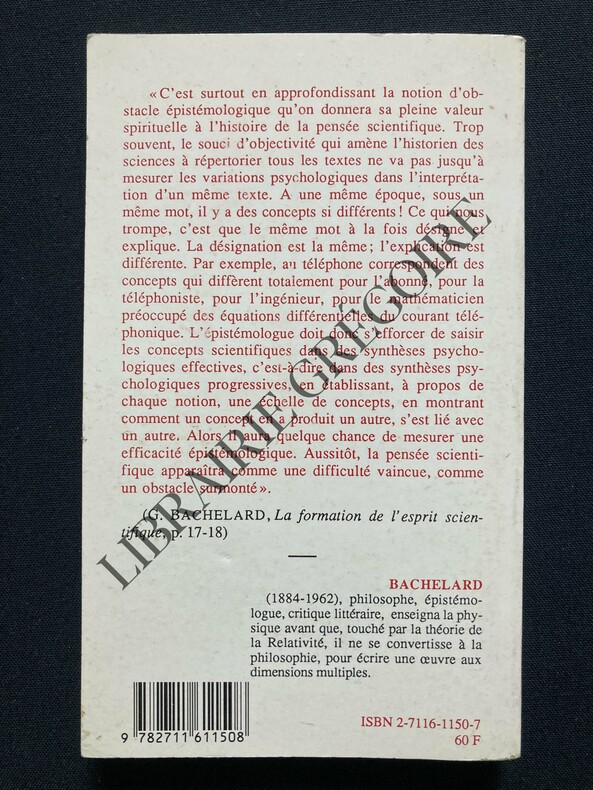 « C'est surtout en approfondissant la notion d'ob-
stacle épistémologique qu'on donnera sa pleine valeur
spirituelle à l'histoire de la pensée scientifique. Trop
souvent, le souci d'objectivité qui amène l'historien des
sciences à répertorier tous les textes ne va pas jusqu'à
mesurer les variations psychologiques dans l'interpréta-
tion d'un même texte. A une même époque, sous un
même mot, il y a des concepts si différents ! Ce qui nous
trompe, c'est que le même mot à la fois désigne et
explique. La désignation est la même ; l'explication est
différente. Par exemple, au téléphone correspondent des
concepts qui diffèrent totalement pour l'abonné, pour la
téléphoniste, pour l'ingénieur, pour le mathématicien
préoccupé des équations différentielles du courant télé-
phonique. L'épistémologue doit donc s'efforcer de saisir
les concepts scientifiques dans des synthèses psycho-
logiques effectives, c'est-à-dire dans des synthèses psy-
chologiques progressives, en établissant, à propos de
chaque notion, une échelle de concepts, en montrant
comment un concept en a produit un autre, s'est lié avec
un autre. Alors il aura quelque chance de mesurer une
efficacité épistémologique. Aussitôt, la pensée scienti-
fique apparaîtra comme une difficulté vaincue, comme
un obstacle surmonté ».
(G. BACHELARD, La formation de l'esprit scien-
tifique, p. 17-18)
BACHELARD
(1884-1962), philosophe, épistémo-
logue, critique littéraire, enseigna la phy-
sique avant que, touché par la théorie de
la Relativité, il ne se convertisse à la
philosophie, pour écrire une œuvre aux
dimensions multiples.
ISBN 2-7116-1150-7
60 F
9 782711 611508
LIBRAIRIE GREGOIRE